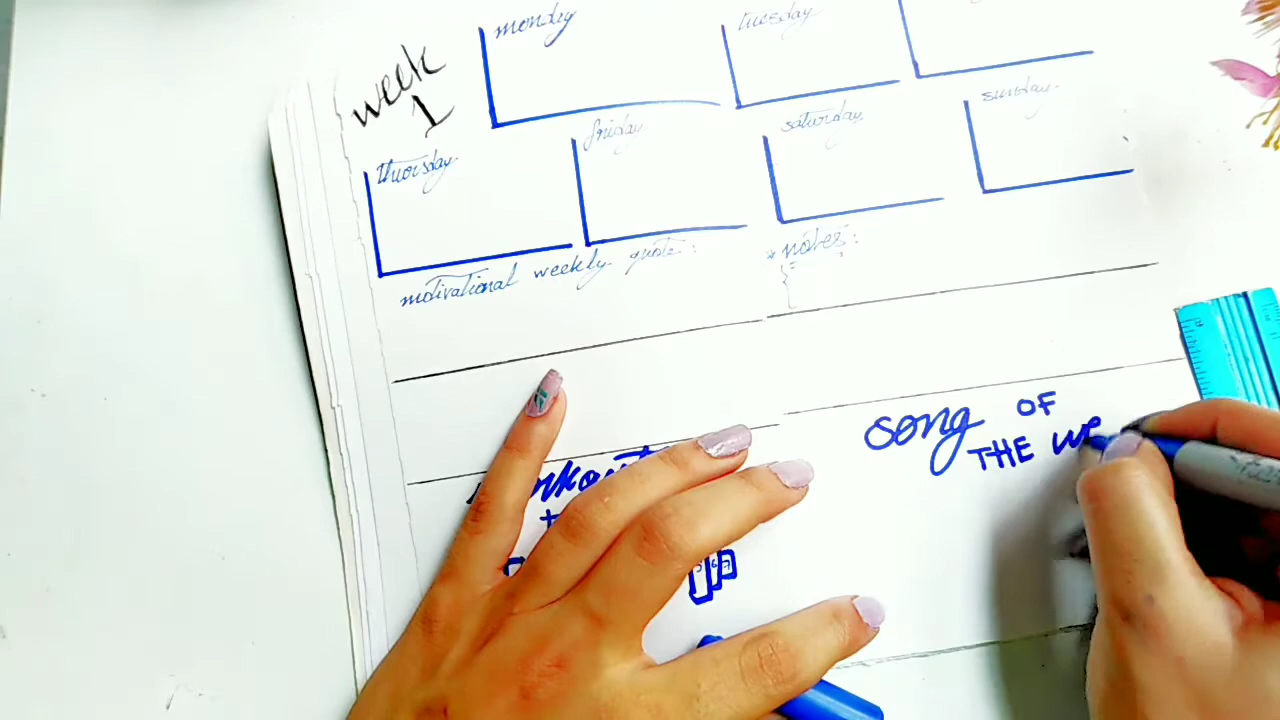 week
1
monday
tuesday
thursday
friday
saturday
sunday
motivational weekly quote:
* notes:
song OF
THE we